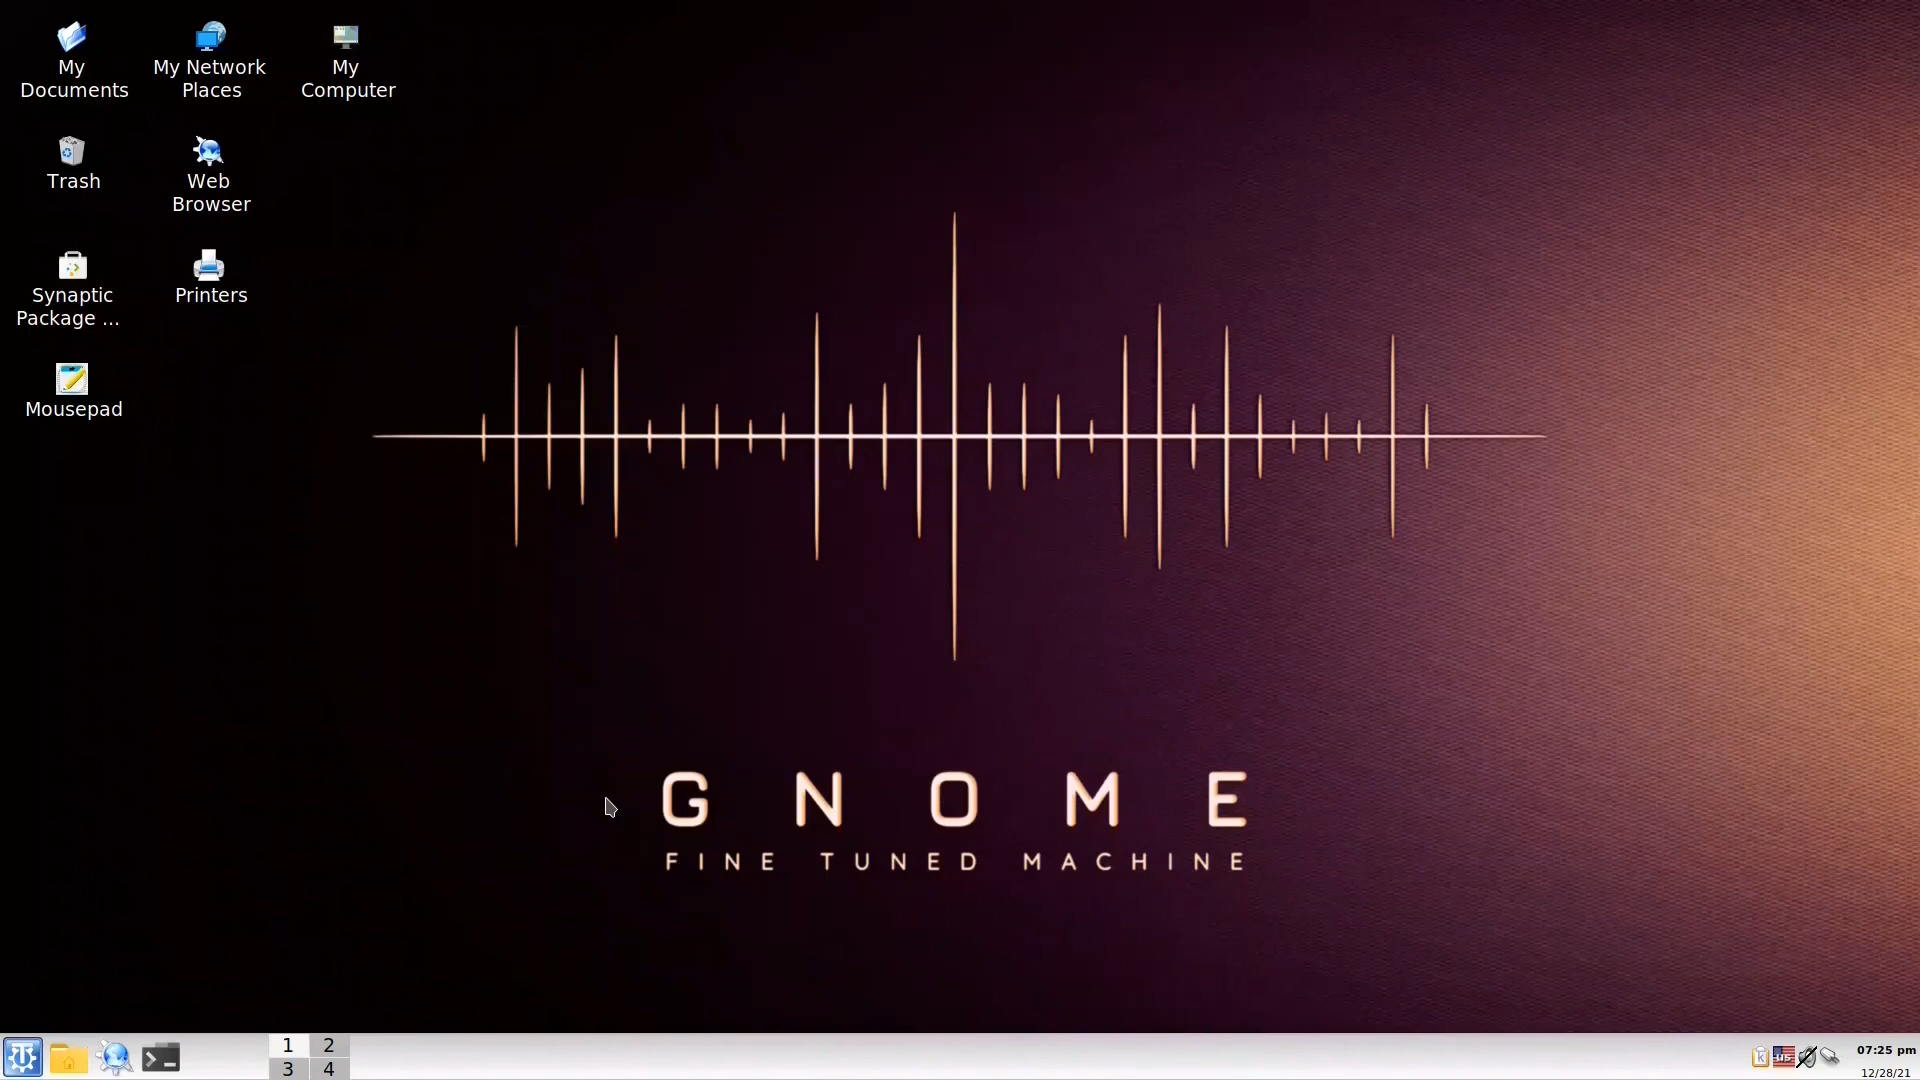 My Documents
My Network Places
My Computer
Trash
Web Browser
Synaptic Package ...
Printers
Mousepad
G N O M E
FINE TUNED MACHINE
1 2
3 4
us
07:25 pm
12/28/21